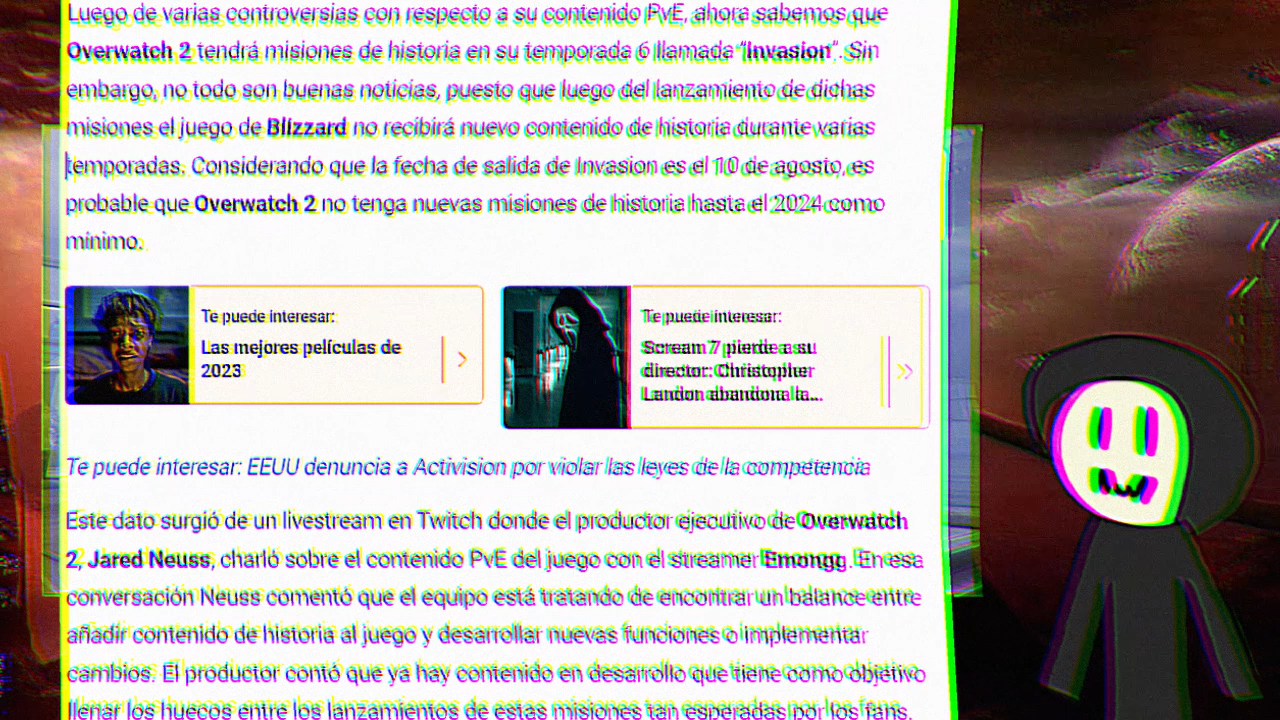 Luego de varias controversias con respecto a su contenido PvE, ahora sabemos que
Overwatch 2 tendrá misiones de historia en su temporada 6 llamada "Invasion". Sin
embargo, no todo son buenas noticias, puesto que luego del lanzamiento de dichas
misiones el juego de Blizzard no recibirá nuevo contenido de historia durante varias
temporadas. Considerando que la fecha de salida de Invasion es el 10 de agosto, es
probable que Overwatch 2 no tenga nuevas misiones de historia hasta el 2024 como
mínimo.
Te puede interesar:
Las mejores películas de
2023
Te puede interesar:
Scream 7 pierde a su
director: Christopher
Landon abandona la...
Te puede interesar: EEUU denuncia a Activision por violar las leyes de la competencia
Este dato surgió de un livestream en Twitch donde el productor ejecutivo de Overwatch
2, Jared Neuss, charló sobre el contenido PvE del juego con el streamer Emongg. En esa
conversación Neuss comentó que el equipo está tratando de encontrar un balance entre
añadir contenido de historia al juego y desarrollar nuevas funciones o implementar
cambios. El productor contó que ya hay contenido en desarrollo que tiene como objetivo
llenar los huecos entre los lanzamientos de estas misiones tan esperadas por los fans.